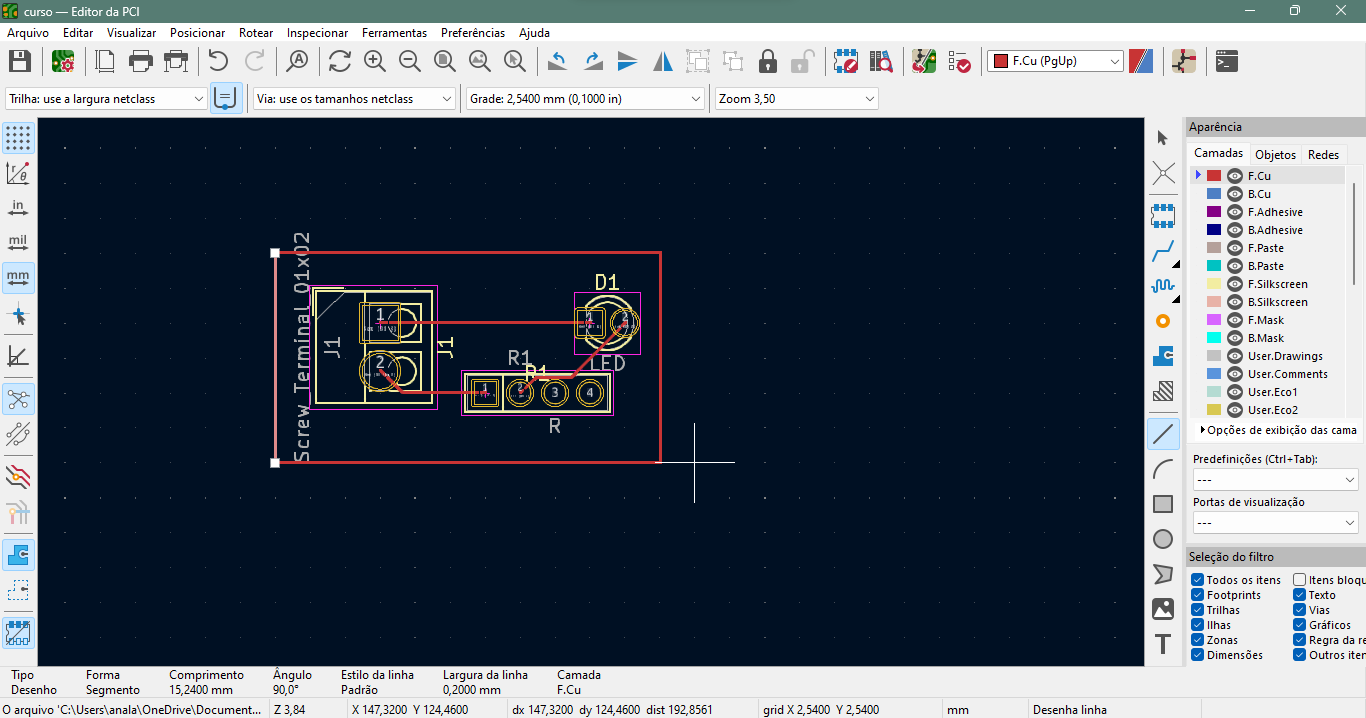 curso — Editor da PCI
Arquivo Editar Visualizar Posicionar Rotear Inspecionar Ferramentas Preferências Ajuda
F.Cu (PgUp)
Trilha: use a largura netclass
Via: use os tamanhos netclass
Grade: 2,5400 mm (0,1000 in)
Zoom 3,50
in
mil
mm
Screw_Terminal_01x02
J1
J1
1
2
D1
1
2
LED
R1
R1
1
2
3
4
R
Aparência
Camadas Objetos Redes
F.Cu
B.Cu
F.Adhesive
B.Adhesive
F.Paste
B.Paste
F.Silkscreen
B.Silkscreen
F.Mask
B.Mask
User.Drawings
User.Comments
User.Eco1
User.Eco2
Opções de exibição das cama
Predefinições (Ctrl+Tab):
---
Portas de visualização
---
Seleção do filtro
Todos os itens Itens bloqu
Footprints Texto
Trilhas Vias
Ilhas Gráficos
Zonas Regra da re
Dimensões Outros iten
Tipo Forma Comprimento Ângulo Estilo da linha Largura da linha Camada
Desenho Segmento 15,2400 mm 90,0° Padrão 0,2000 mm F.Cu
O arquivo 'C:\Users\anala\OneDrive\Document... Z 3,84 X 147,3200 Y 124,4600 dx 147,3200 dy 124,4600 dist 192,8561 grid X 2,5400 Y 2,5400 mm Desenha linha